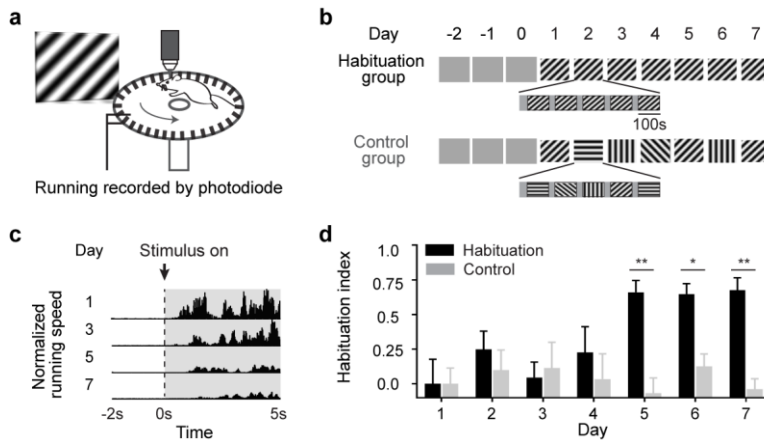 a
Running recorded by photodiode
b
Day -2 -1 0 1 2 3 4 5 6 7
Habituation
group
100s
Control
group
c
Day Stimulus on
1
3
5
7
Normalized
running speed
-2s 0s 5s
Time
d
Habituation
Control
** * **
Habituation index
1.0
0.75
0.50
0.25
0.0
1 2 3 4 5 6 7
Day